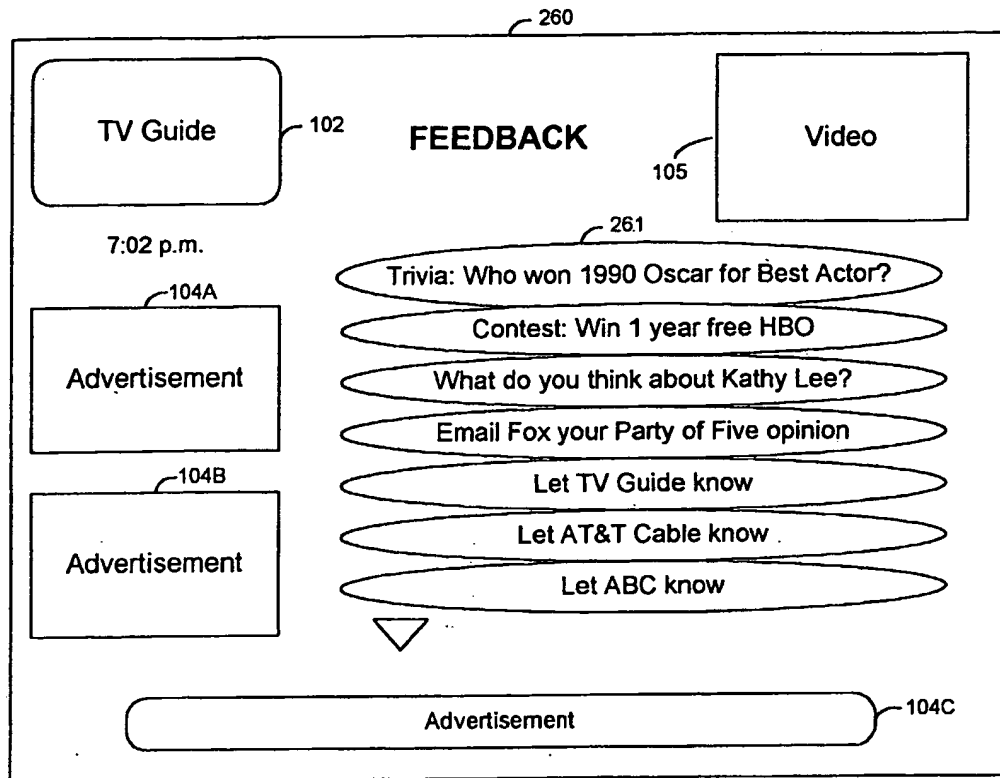 260
TV Guide
102
FEEDBACK
105
Video
7:02 p.m.
261
Trivia: Who won 1990 Oscar for Best Actor?
Contest: Win 1 year free HBO
What do you think about Kathy Lee?
Email Fox your Party of Five opinion
Let TV Guide know
Let AT&T Cable know
Let ABC know
104A
Advertisement
104B
Advertisement
Advertisement
104C